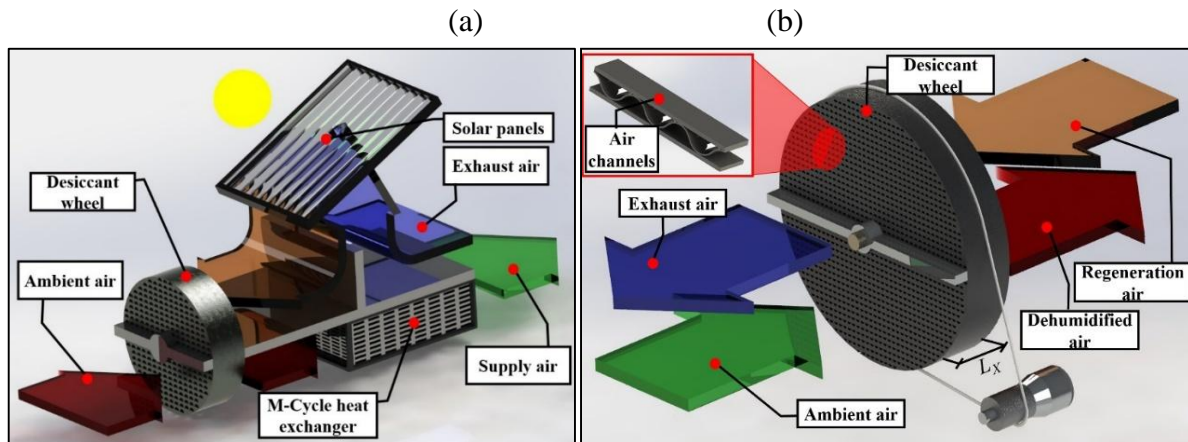 (a)
Solar panels
Exhaust air
Desiccant
wheel
Ambient air
Supply air
M-Cycle heat
exchanger
(b)
Desiccant
wheel
Air
channels
Exhaust air
Regeneration
air
Dehumidified
air
Lx
Ambient air